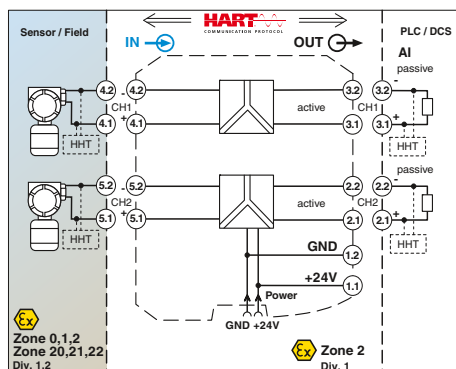 HART
COMMUNICATION PROTOCOL
Sensor / Field
IN
OUT
PLC / DCS
AI
passive
4.2 - 4.2 3.2 3.2 -
CH1 CH1
4.1 + 4.1 active 3.1 3.1 +
HHT HHT
passive
5.2 - 5.2 2.2 2.2 -
CH2 CH2
5.1 + 5.1 active 2.1 2.1 +
HHT HHT
GND 1.2
+24V 1.1
Power
GND +24V
Ex
Zone 0,1,2
Zone 20,21,22
Div. 1,2
Ex Zone 2
Div. 1